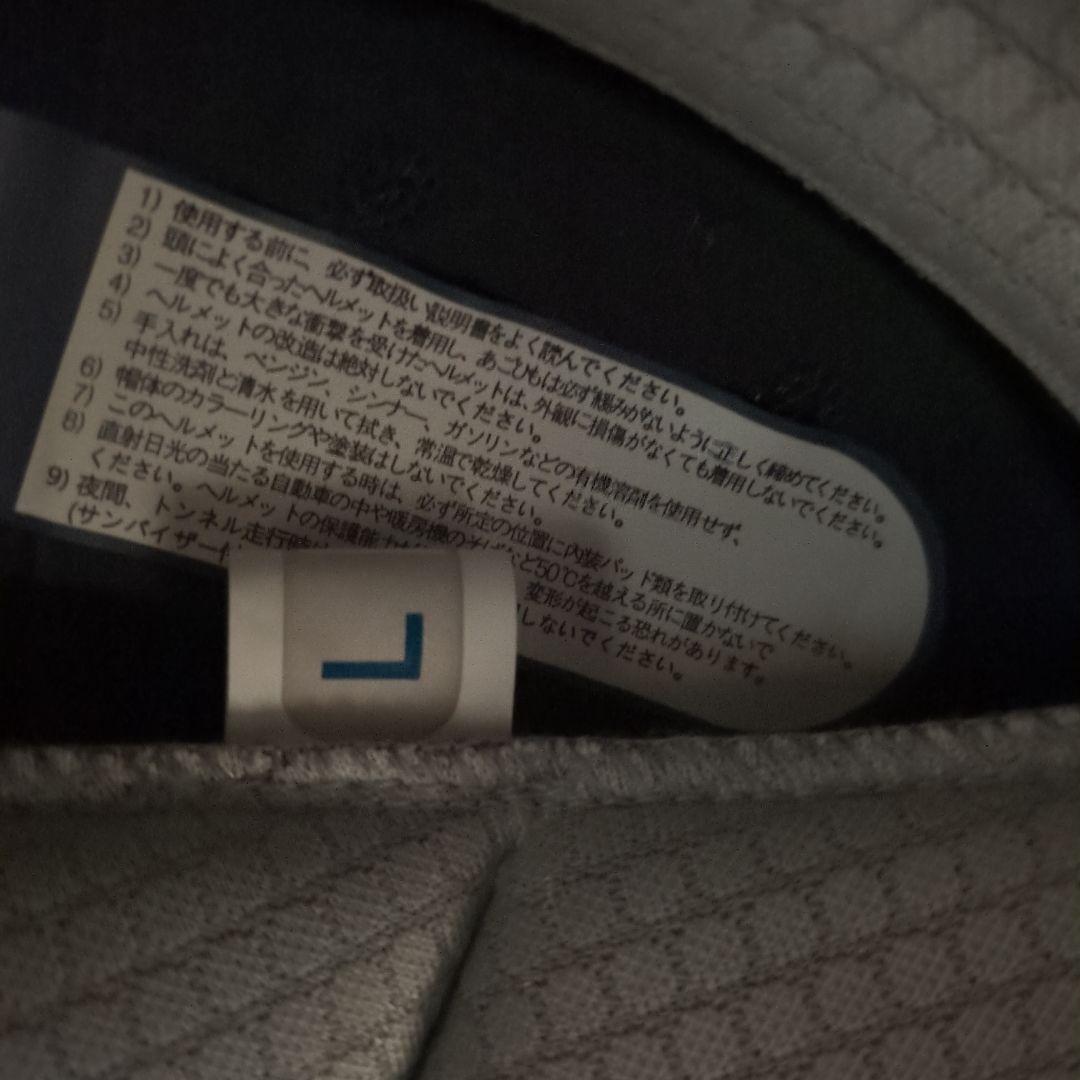 1) 使用する前に、必ず取扱い説明書をよく読んでください。
2) 頭によく合ったヘルメットを着用し、あごひもは必ず緩みがないように正しく締めてください。
3) 一度でも大きな衝撃を受けたヘルメットは、外観に損傷がなくても着用しないでください。
4) ヘルメットの改造は絶対しないでください。
5) 手入れは、ベンジン、シンナー、ガソリンなどの有機溶剤を使用せず、
中性洗剤と清水を用いて拭き、常温で乾燥してください。
6) 帽体のカラーリングや塗装はしないでください。
7) このヘルメットを使用する時は、必ず所定の位置に内装パッド類を取り付けてください。
8) 直射日光の当たる自動車の中や暖房機のそばなど50℃を越える所に置かないで
ください。ヘルメットの保護能力 変形が起こる恐れがあります。
9) 夜間、トンネル走行時 しないでください。
(サンバイザー付
L